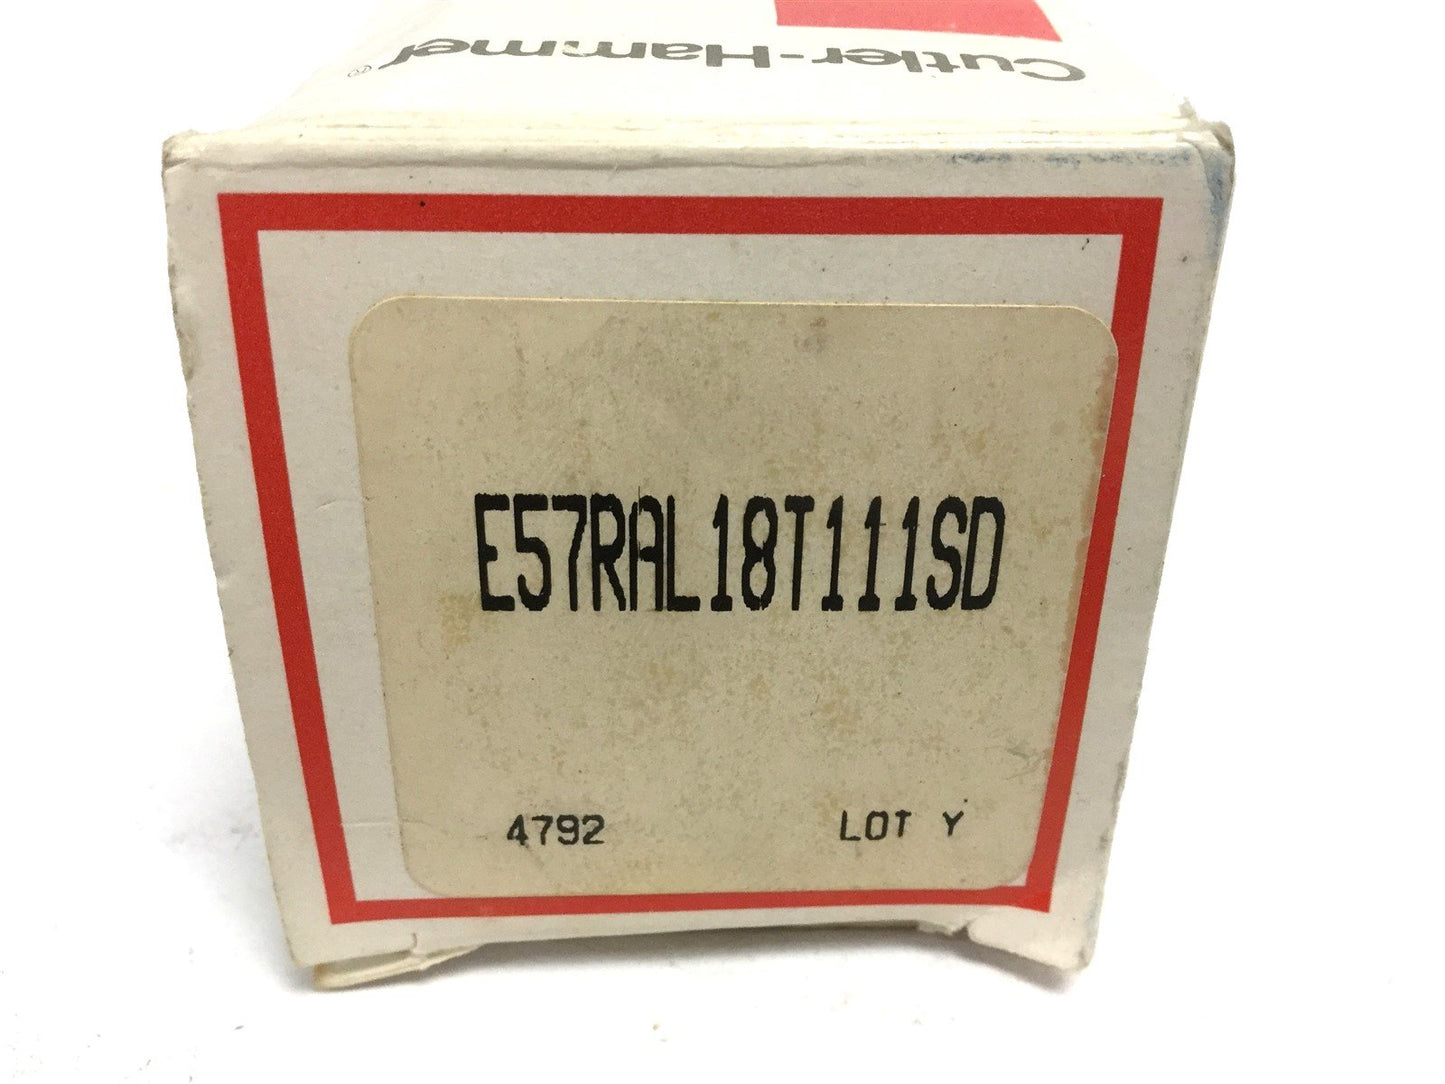 Cutler-Hammer®
E57RAL18T111SD
4792 LOT Y